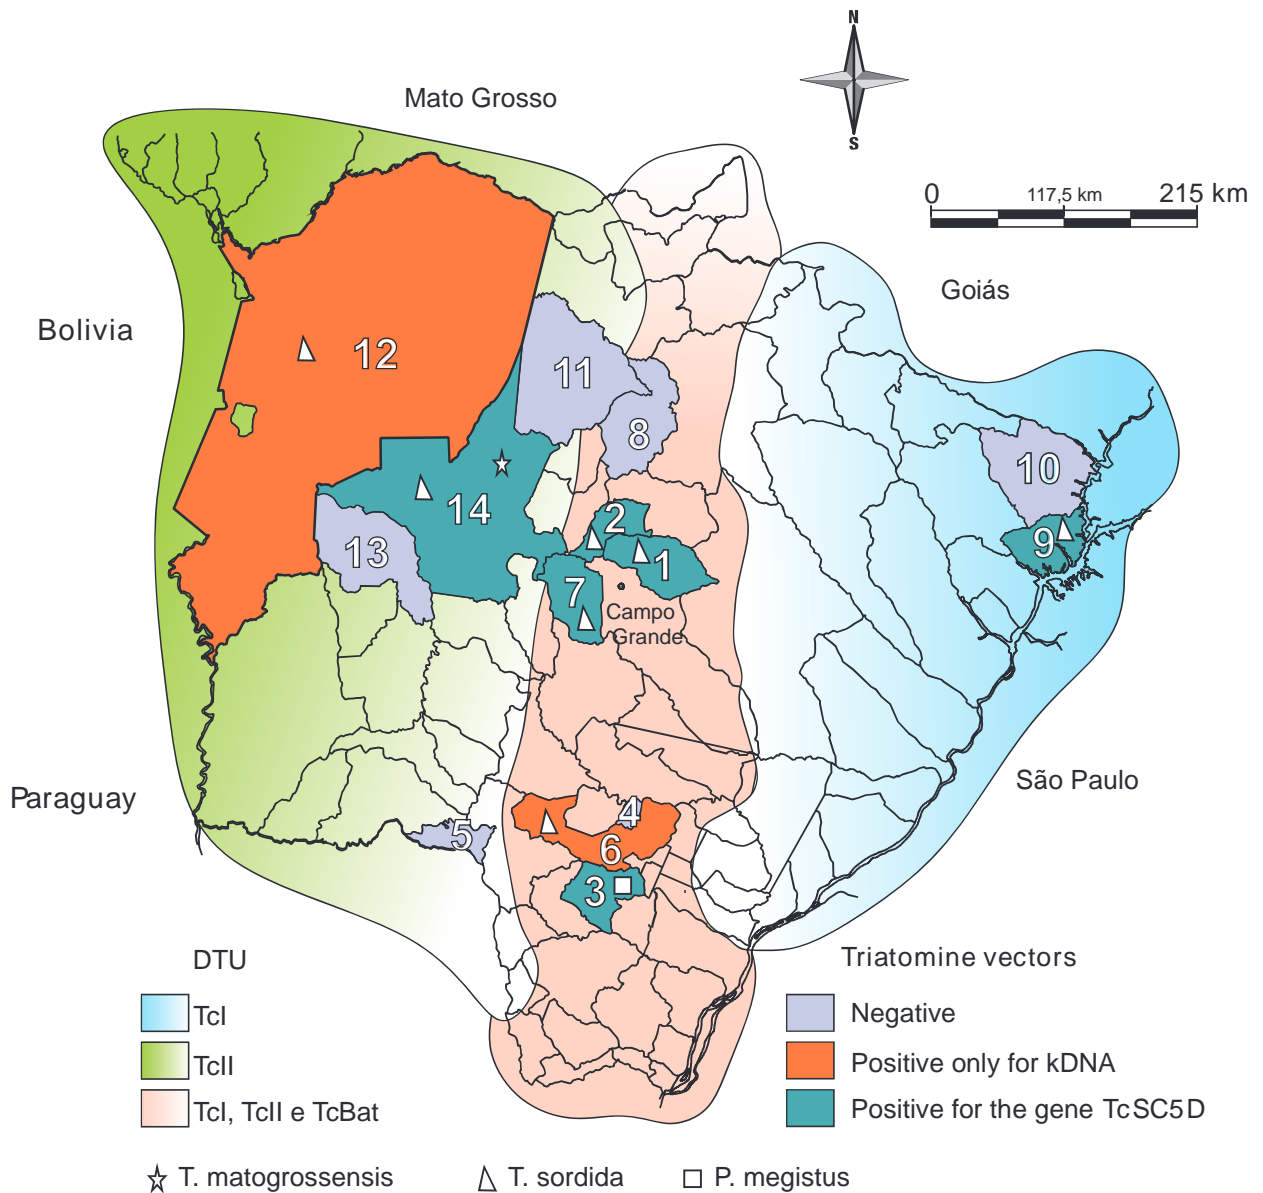 N
Mato Grosso
S
0
117,5 km
215 km
Goiás
Bolivia
12
11
8
10
14
2
9
13
1
7
Campo
Grande
São Paulo
Paraguay
4
5
6
3
DTU
Triatomine vectors
TcI
Negative
TcII
Positive only for kDNA
TcI, TcII e TcBat
Positive for the gene TcSC5D
T. matogrossensis
T. sordida
P. megistus